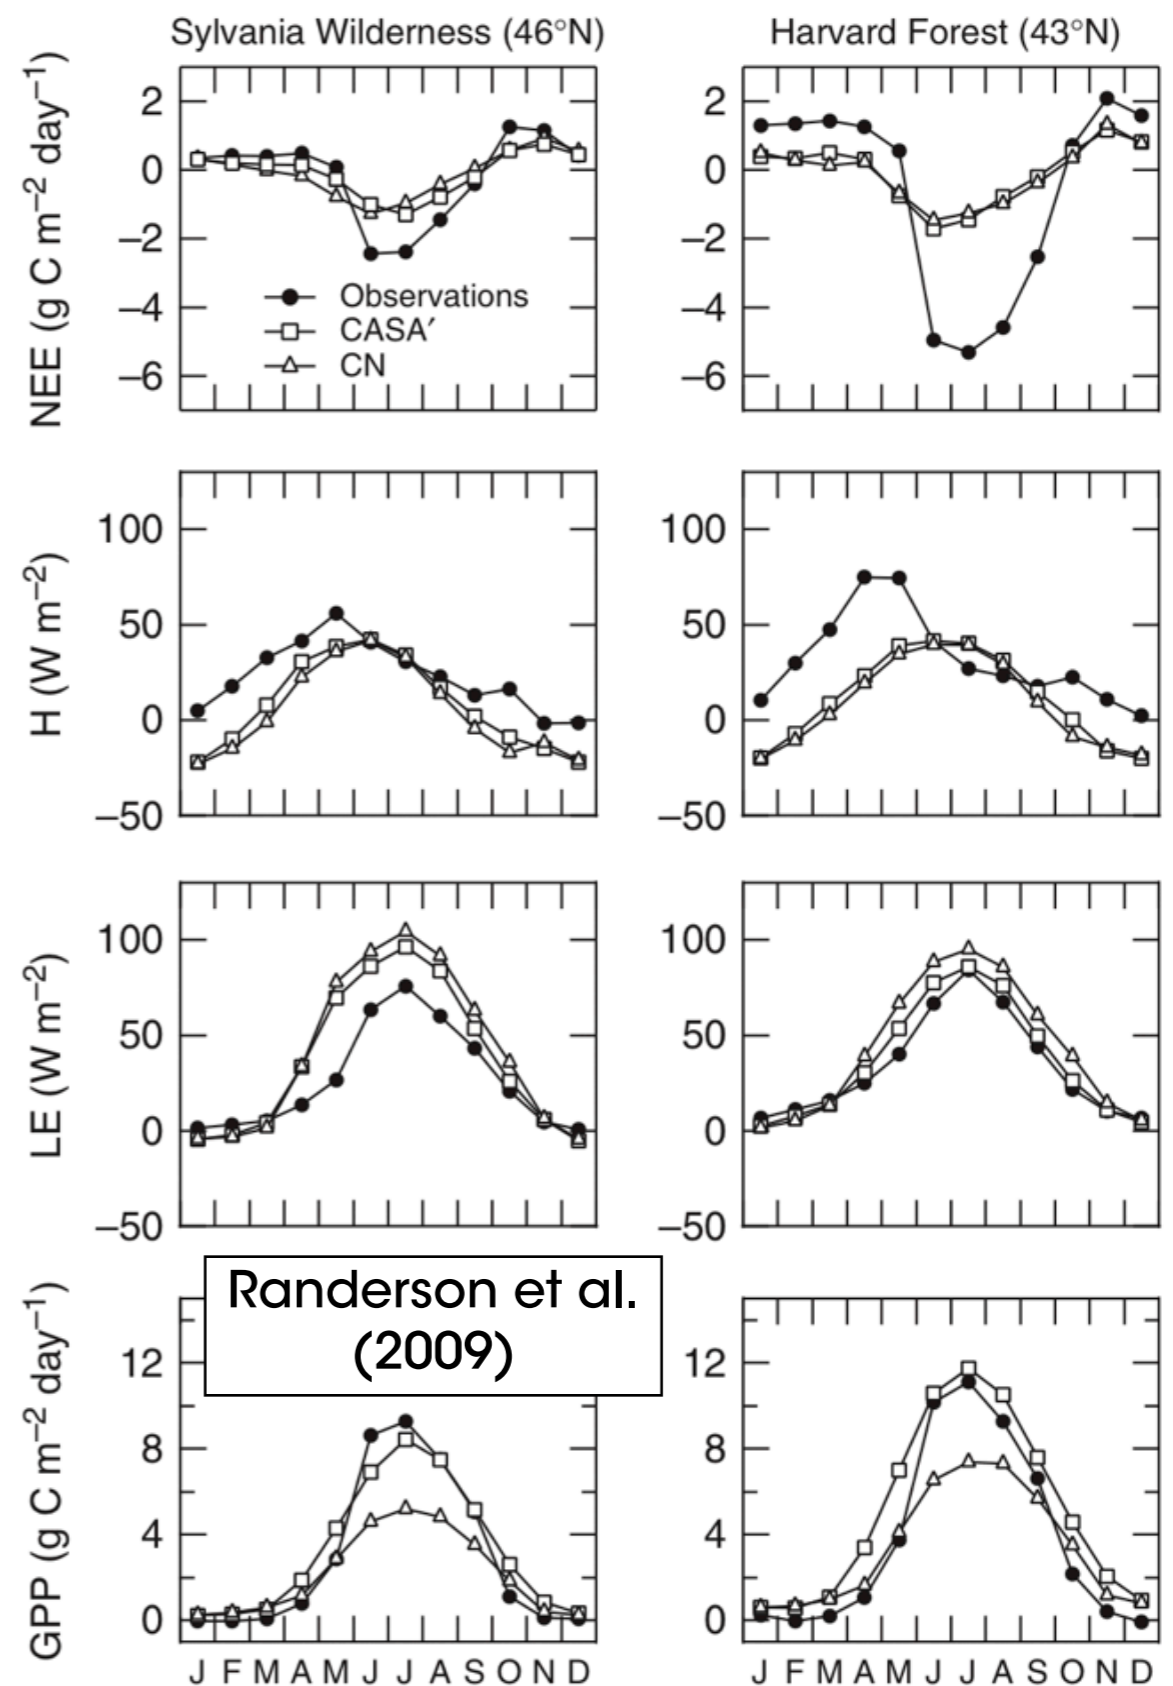 Sylvania Wilderness (46°N)
Harvard Forest (43°N)
NEE (g C m⁻² day⁻¹)
2
0
−2
−4
−6
Observations
CASA′
CN
2
0
−2
−4
−6
H (W m⁻²)
100
50
0
−50
100
50
0
−50
LE (W m⁻²)
100
50
0
−50
100
50
0
−50
Randerson et al.
(2009)
GPP (g C m⁻² day⁻¹)
12
8
4
0
12
8
4
0
J F M A M J J A S O N D
J F M A M J J A S O N D